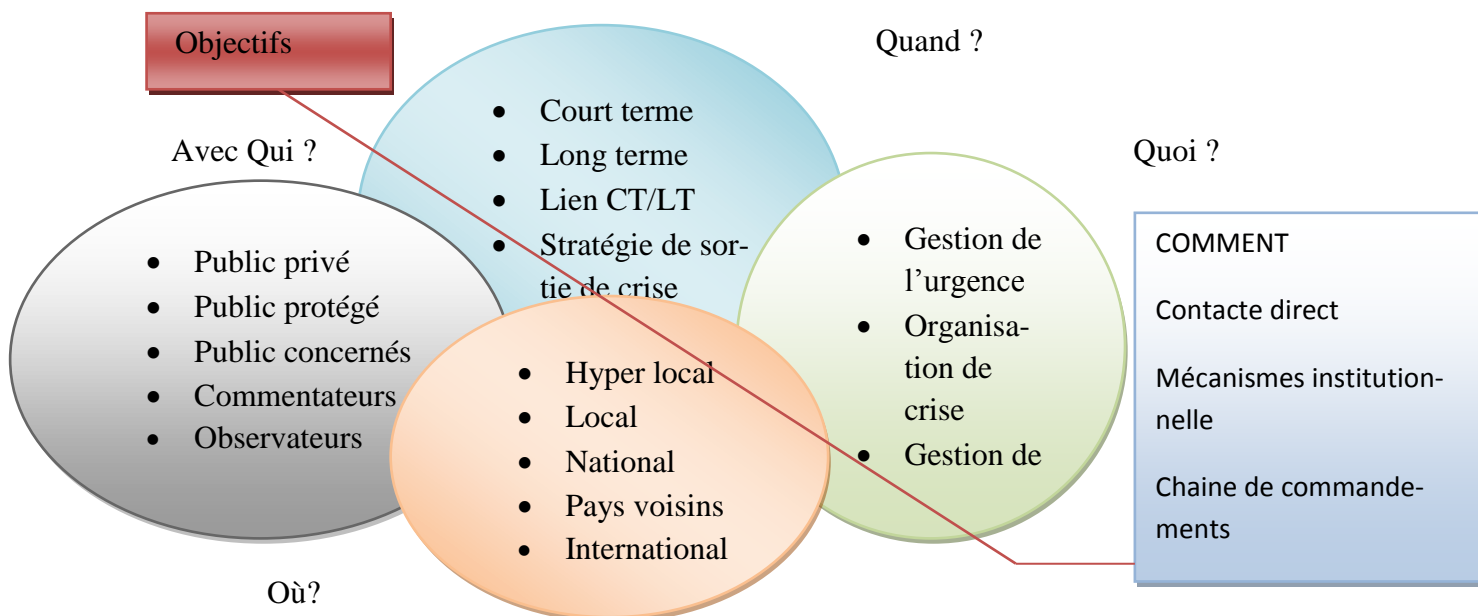 Objectifs
Quand ?
• Court terme
• Long terme
• Lien CT/LT
• Stratégie de sor-
tie de crise
Avec Qui ?
• Public privé
• Public protégé
• Public concernés
• Commentateurs
• Observateurs
Quoi ?
• Gestion de
l’urgence
• Organisa-
tion de
crise
• Gestion de
COMMENT
Contacte direct
Mécanismes institution-
nelle
Chaine de commande-
ments
• Hyper local
• Local
• National
• Pays voisins
• International
Où?